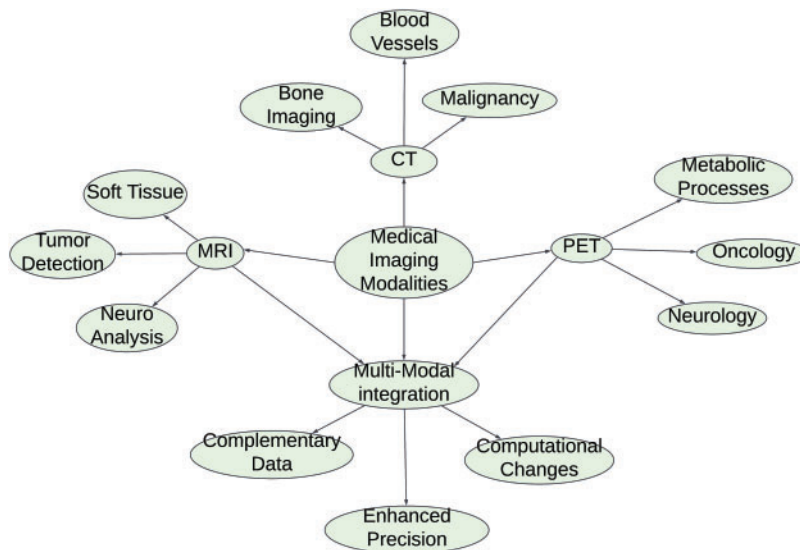 Blood
Vessels
Bone
Imaging
Malignancy
CT
Metabolic
Processes
Soft Tissue
Tumor
Detection
MRI
Medical
Imaging
Modalities
PET
Oncology
Neuro
Analysis
Neurology
Multi-Modal
integration
Complementary
Data
Computational
Changes
Enhanced
Precision